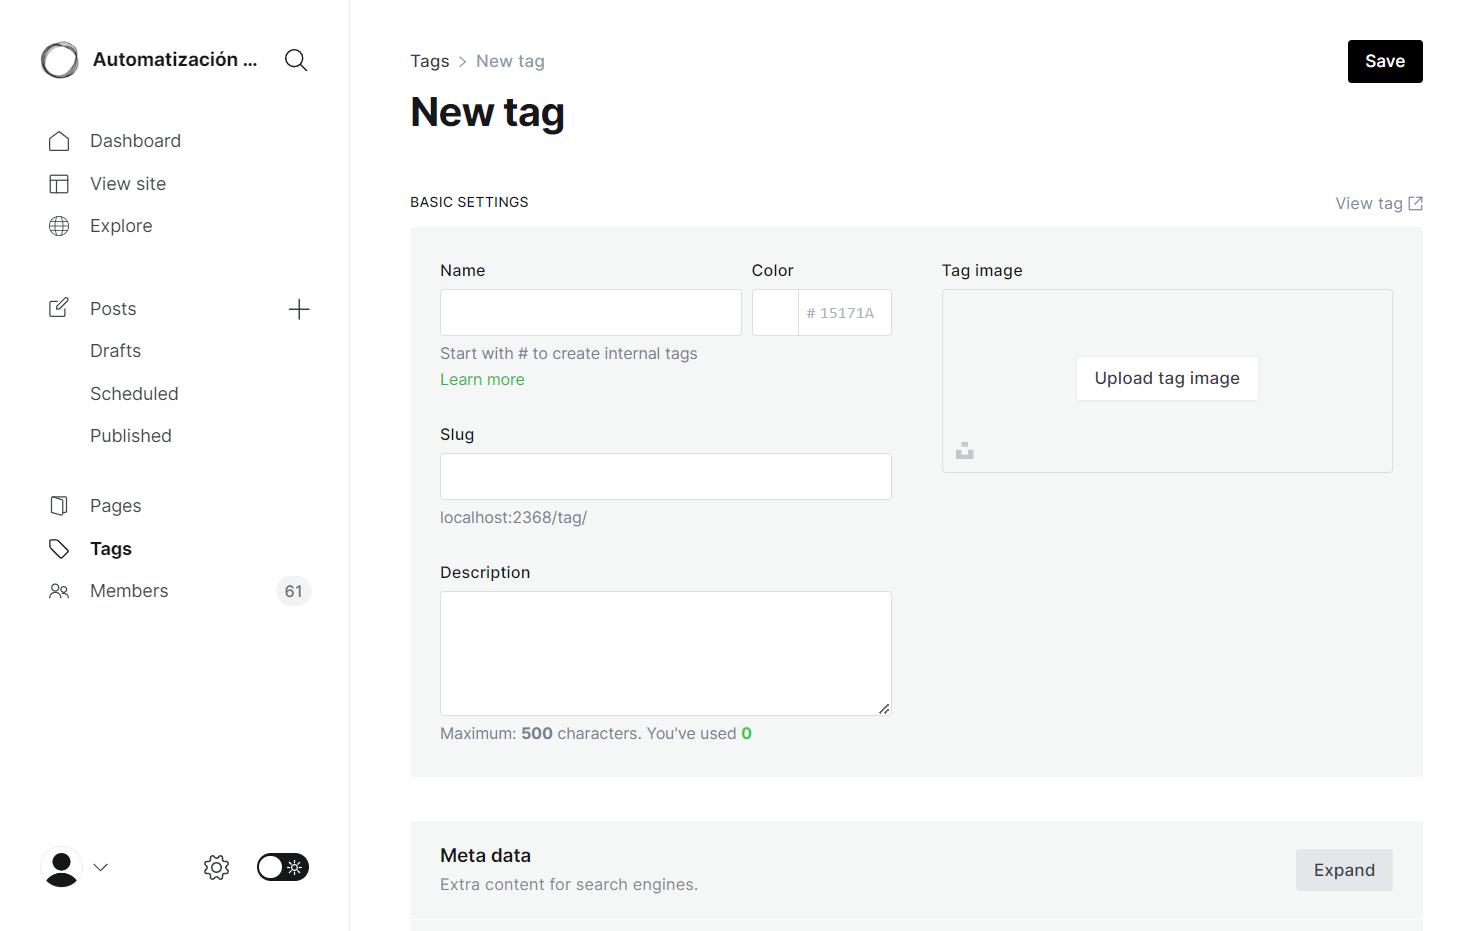 Automatización ...
Dashboard
View site
Explore
Posts
Drafts
Scheduled
Published
Pages
Tags
Members 61
Tags > New tag
Save
New tag
BASIC SETTINGS
View tag
Name
Color
# 15171A
Start with # to create internal tags
Learn more
Slug
localhost:2368/tag/
Description
Maximum: 500 characters. You’ve used 0
Tag image
Upload tag image
Meta data
Extra content for search engines.
Expand